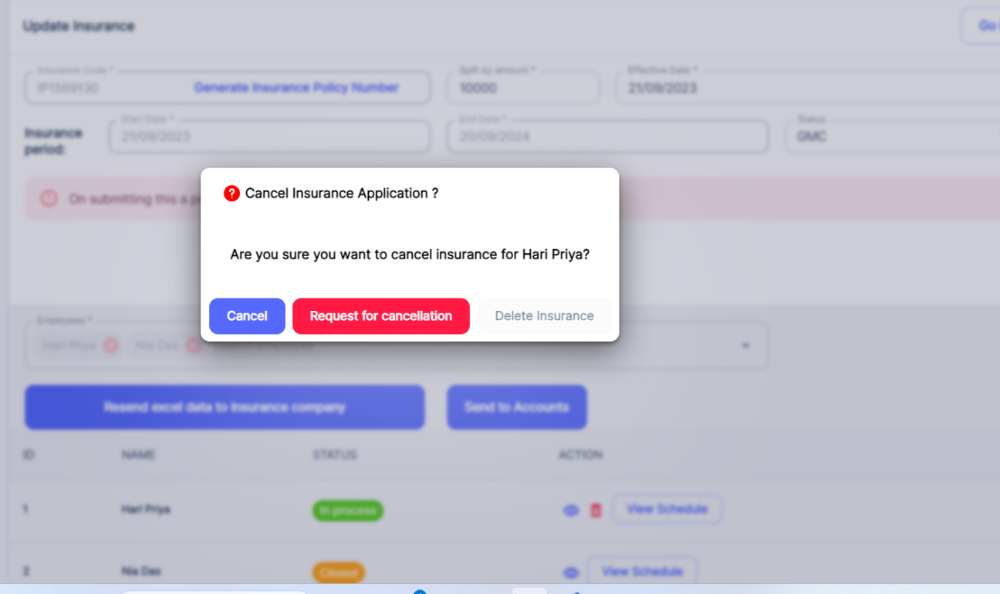 Update Insurance
Go
Insurance Code *
IP1569130
Generate Insurance Policy Number
Split by amount *
10000
Effective Date *
21/09/2023
Insurance period:
Start Date *
21/09/2023
End Date *
20/09/2024
Status
GMC
On submitting this a
Cancel Insurance Application ?
Are you sure you want to cancel insurance for Hari Priya?
Cancel
Request for cancellation
Delete Insurance
Employees *
Hari Priya
Nia Das
Resend excel data to Insurance company
Send to Accounts
ID NAME STATUS ACTION
1 Hari Priya In process View Schedule
2 Nia Das Closed View Schedule